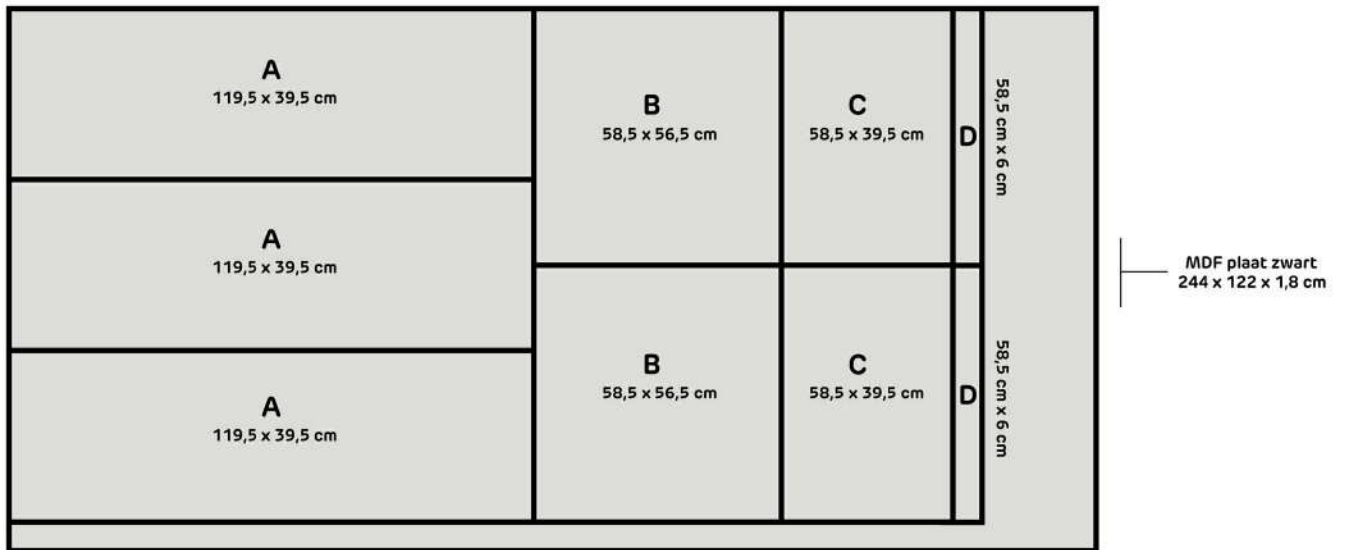 A
119,5 x 39,5 cm
A
119,5 x 39,5 cm
A
119,5 x 39,5 cm
B
58,5 x 56,5 cm
C
58,5 x 39,5 cm
D
58,5 cm x 6 cm
B
58,5 x 56,5 cm
C
58,5 x 39,5 cm
D
58,5 cm x 6 cm
MDF plaat zwart
244 x 122 x 1,8 cm